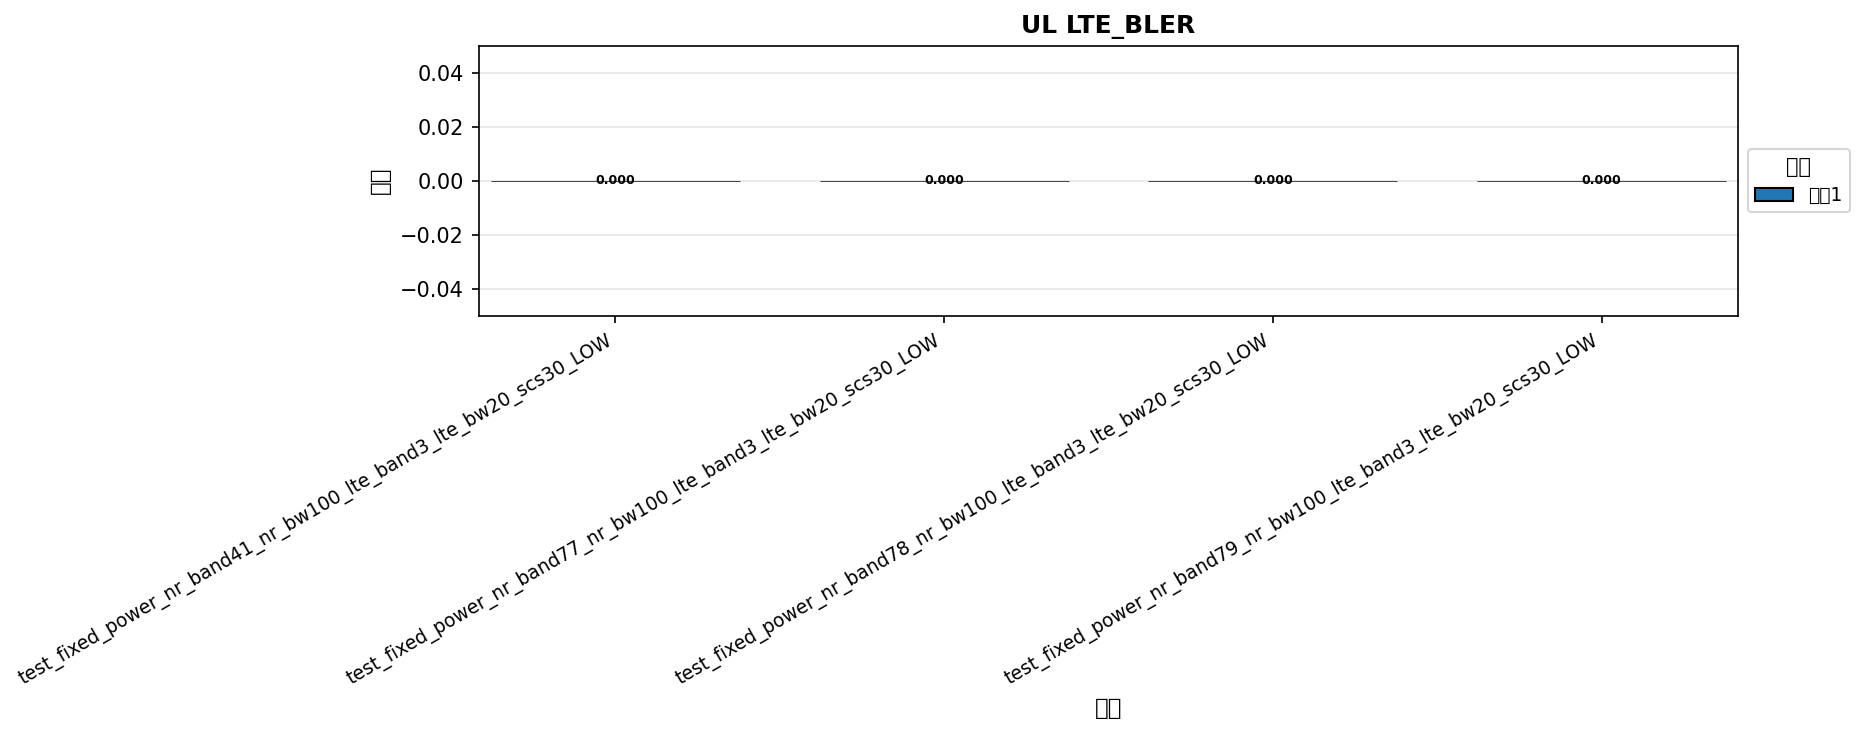 UL LTE_BLER
0.04
0.02
0.00
−0.02
−0.04
0.000
0.000
0.000
0.000
1
test_fixed_power_nr_band41_nr_bw100_lte_band3_lte_bw20_scs30_LOW
test_fixed_power_nr_band77_nr_bw100_lte_band3_lte_bw20_scs30_LOW
test_fixed_power_nr_band78_nr_bw100_lte_band3_lte_bw20_scs30_LOW
test_fixed_power_nr_band79_nr_bw100_lte_band3_lte_bw20_scs30_LOW